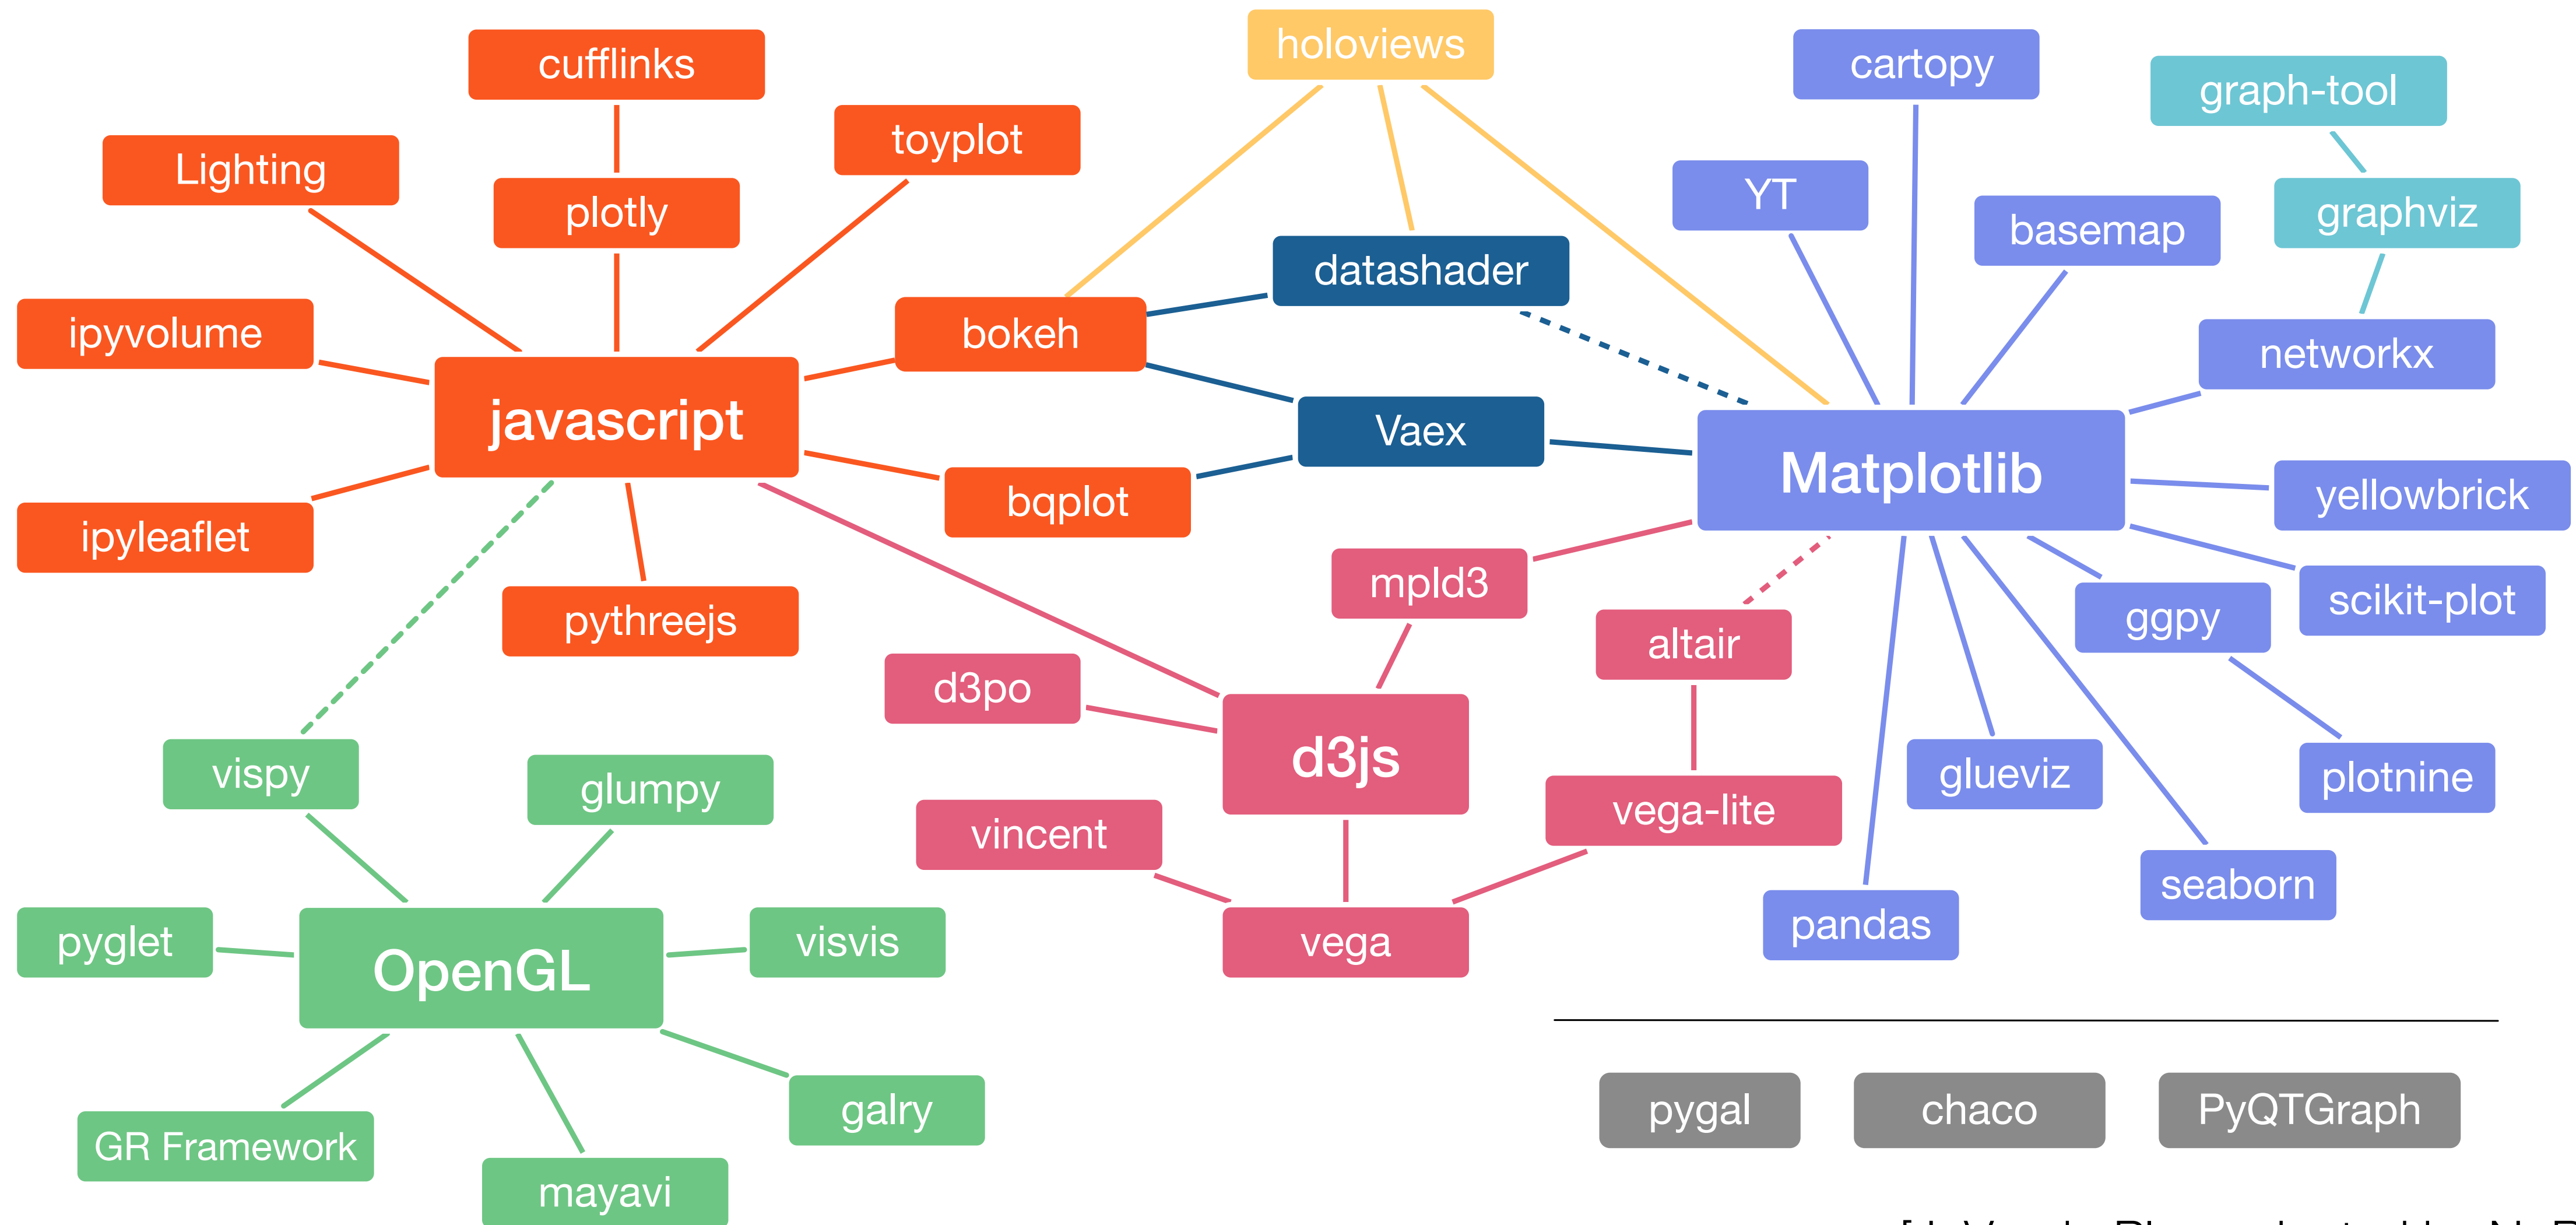 holoviews
cufflinks
cartopy
graph-tool
toyplot
Lighting
YT
plotly
graphviz
basemap
datashader
ipyvolume
bokeh
networkx
javascript
Vaex
Matplotlib
yellowbrick
bqplot
ipyleaflet
mpld3
scikit-plot
pythreejs
ggpy
altair
d3po
d3js
vispy
glumpy
glueviz
plotnine
vega-lite
vincent
seaborn
pandas
pyglet
visvis
vega
OpenGL
galry
pygal
chaco
PyQTGraph
GR Framework
mayavi